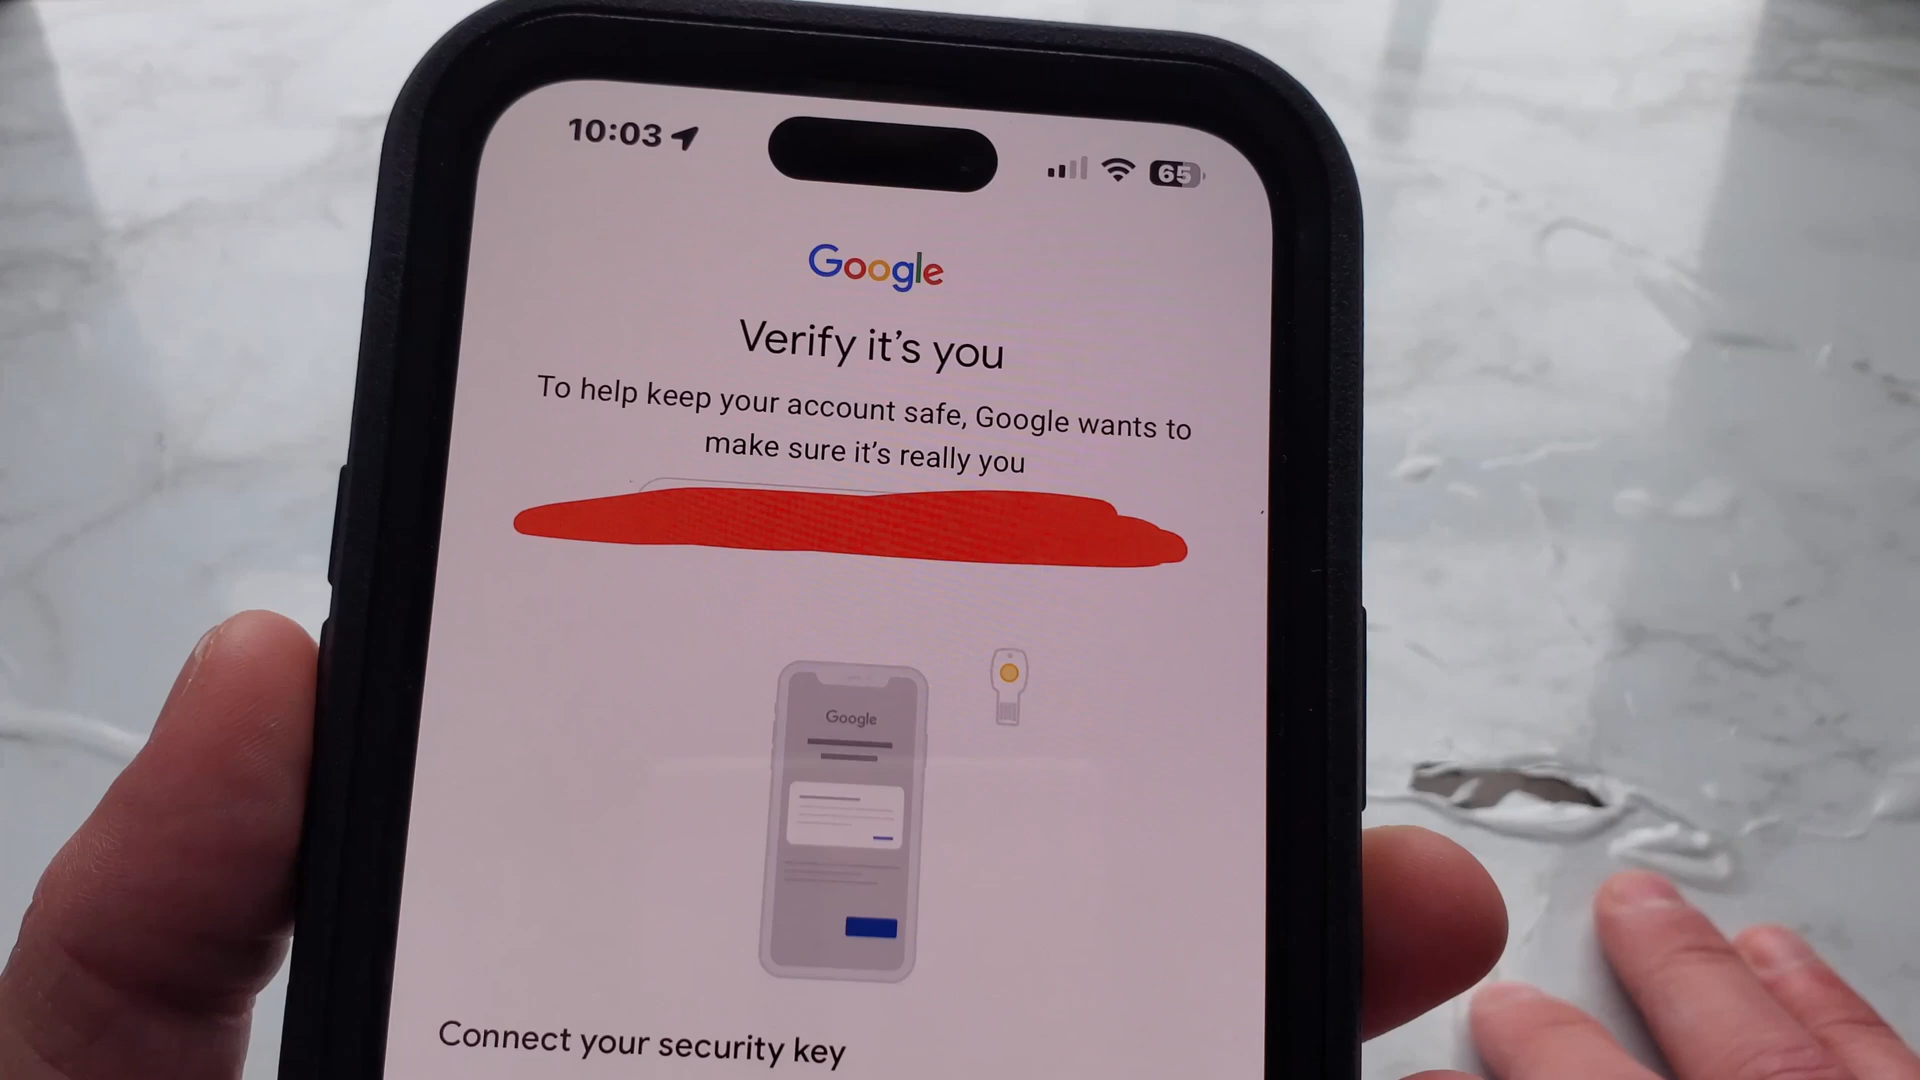 10:03
65
Google
Verify it’s you
To help keep your account safe, Google wants to
make sure it’s really you
Google
Connect your security key